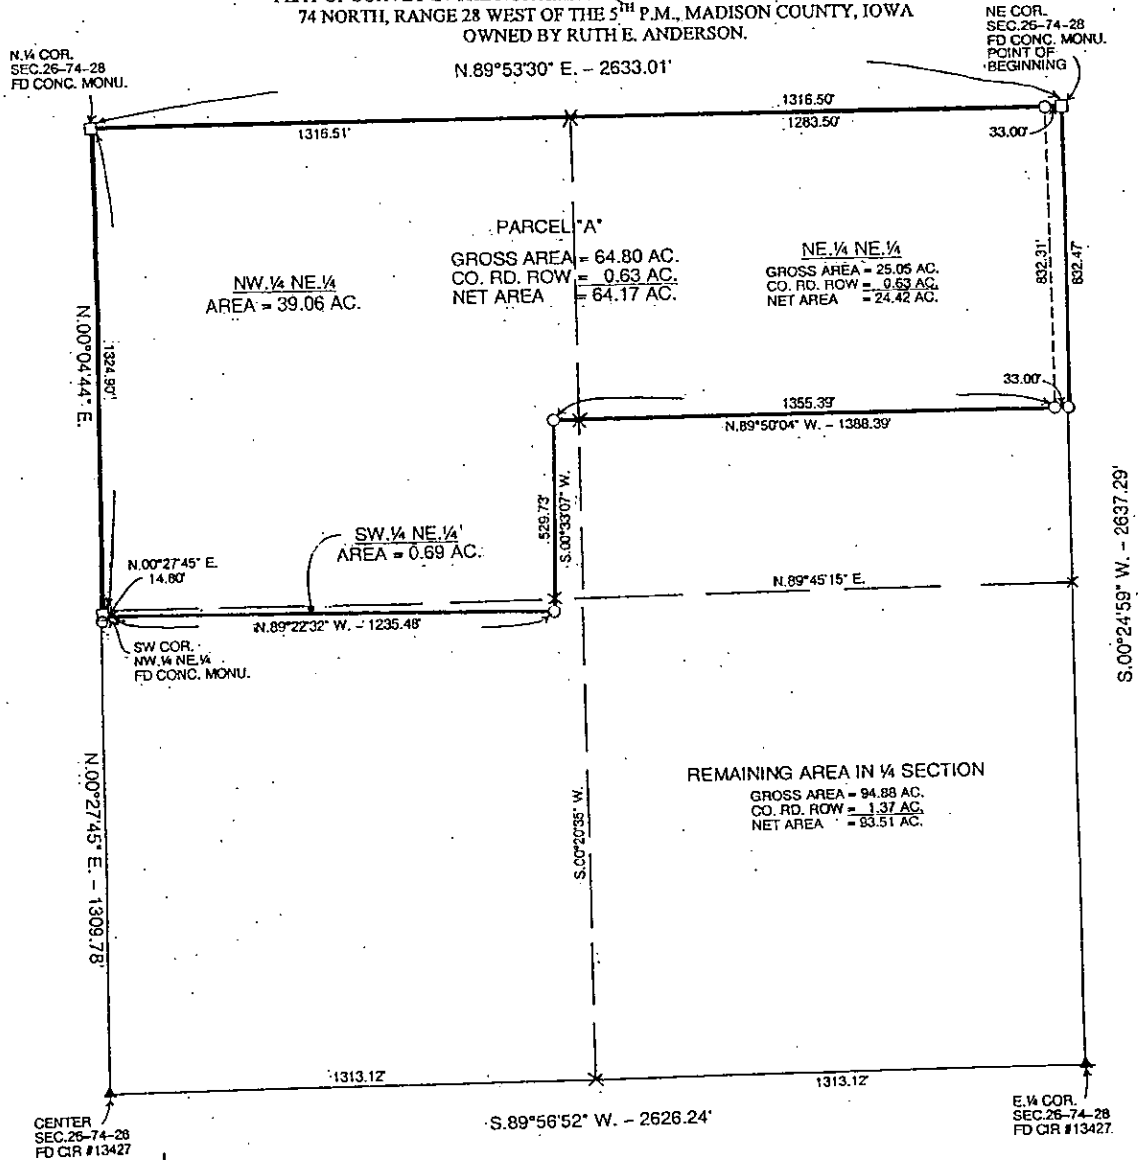 74 NORTH, RANGE 28 WEST OF THE 5TH P.M., MADISON COUNTY, IOWA
OWNED BY RUTH E. ANDERSON.
N.¼ COR.
SEC.26-74-28
FD CONC. MONU.
NE COR.
SEC.26-74-28
FD CONC. MONU.
POINT OF
BEGINNING
N.89°53'30" E. - 2633.01'
1316.51'
1316.50'
1283.50'
33.00'
PARCEL "A"
GROSS AREA = 64.80 AC.
CO. RD. ROW = 0.63 AC.
NET AREA = 64.17 AC.
NW.¼ NE.¼
AREA = 39.06 AC.
NE.¼ NE.¼
GROSS AREA = 25.05 AC.
CO. RD. ROW = 0.63 AC.
NET AREA = 24.42 AC.
832.31'
832.47'
N.00°04'44" E.
1324.90'
33.00'
1355.39'
N.89°50'04" W. - 1388.39'
529.73'
S.00°33'07" W.
SW.¼ NE.¼
AREA = 0.69 AC.
N.00°27'45" E.
14.80'
N.89°45'15" E.
N.89°22'32" W. - 1235.48'
SW COR.
NW.¼ NE.¼
FD CONC. MONU.
S.00°24'59" W. - 2637.29'
N.00°27'45" E. - 1309.78'
S.00°20'35" W.
REMAINING AREA IN ¼ SECTION
GROSS AREA = 94.88 AC.
CO. RD. ROW = 1.37 AC.
NET AREA = 93.51 AC.
1313.12'
1313.12'
S.89°56'52" W. - 2626.24'
CENTER
SEC.26-74-28
FD CIR #13427
E.¼ COR.
SEC.26-74-28
FD CIR #13427